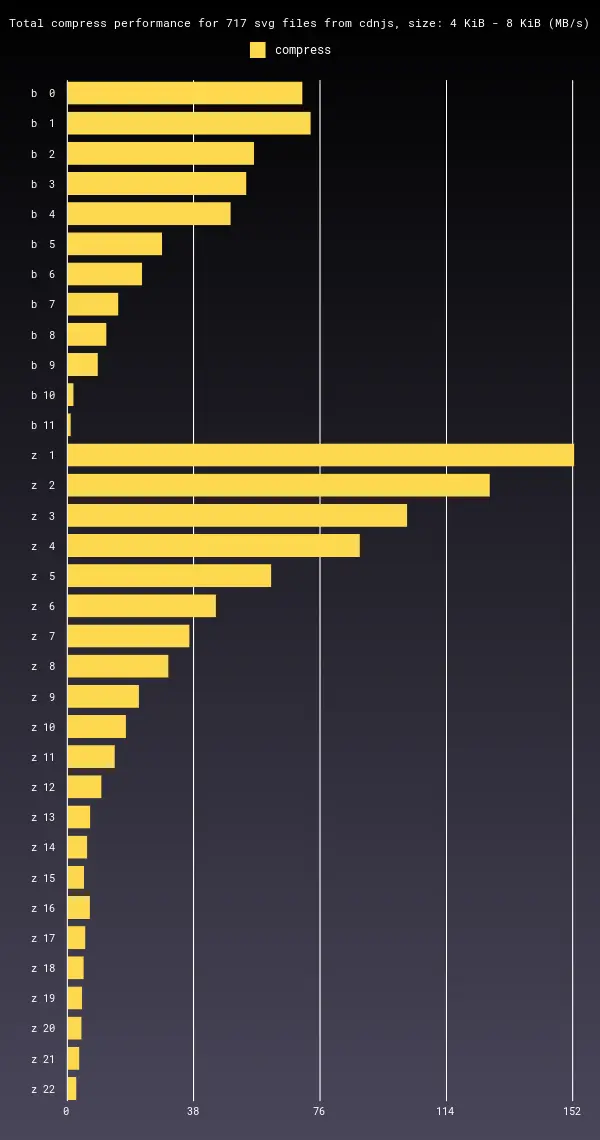 Total compress performance for 717 svg files from cdnjs, size: 4 KiB - 8 KiB (MB/s)
compress
b 0
b 1
b 2
b 3
b 4
b 5
b 6
b 7
b 8
b 9
b 10
b 11
z 1
z 2
z 3
z 4
z 5
z 6
z 7
z 8
z 9
z 10
z 11
z 12
z 13
z 14
z 15
z 16
z 17
z 18
z 19
z 20
z 21
z 22
0 38 76 114 152